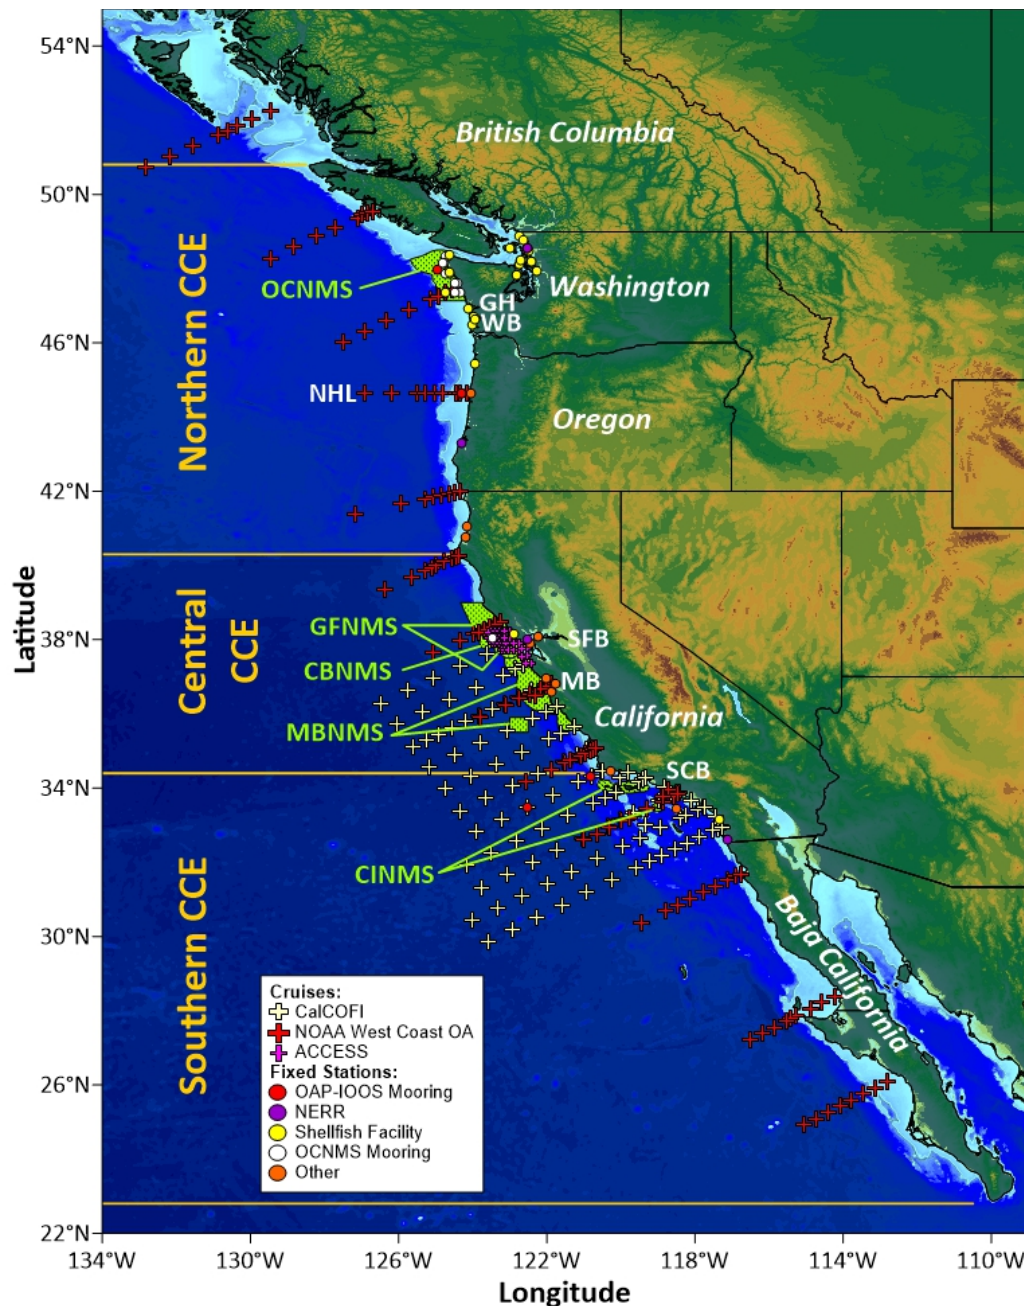 54°N
British Columbia
50°N
Northern CCE
OCNMS
Washington
GH
WB
46°N
NHL
Oregon
42°N
Latitude
Central
CCE
GFNMS
38°N
SFB
CBNMS
MB
MBNMS
California
34°N
SCB
CINMS
Southern CCE
30°N
Baja California
Cruises:
CalCOFI
NOAA West Coast OA
ACCESS
Fixed Stations:
OAP-IOOS Mooring
NERR
Shellfish Facility
OCNMS Mooring
Other
26°N
22°N
134°W
130°W
126°W
122°W
118°W
114°W
110°W
Longitude